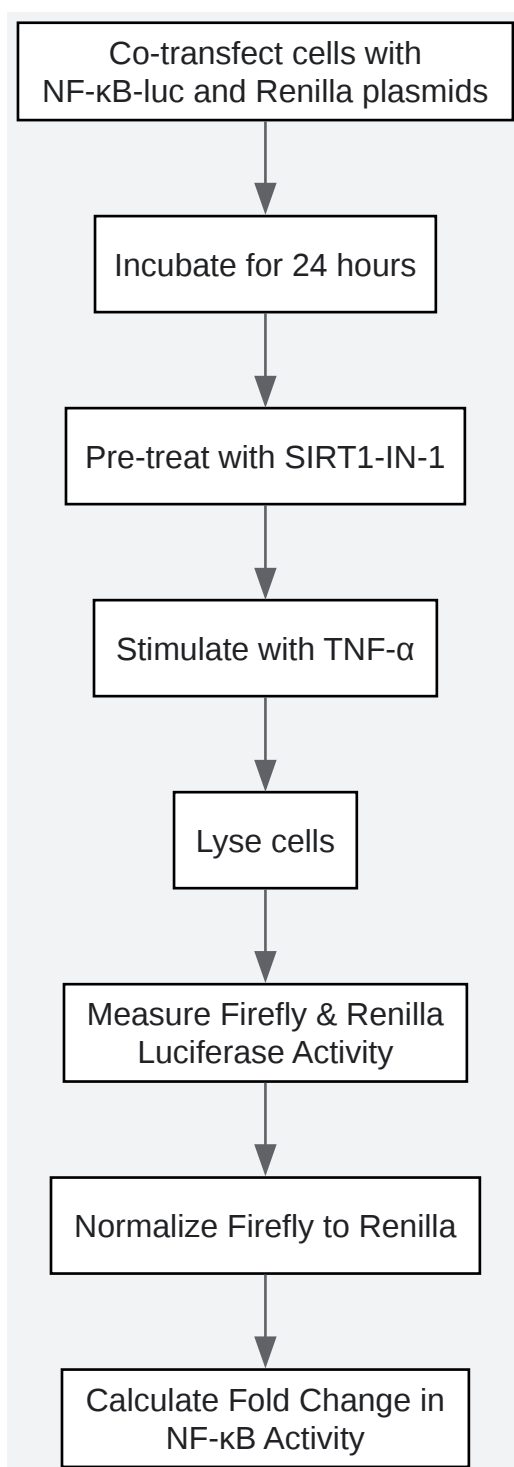 Co-transfect cells with
NF-κB-luc and Renilla plasmids
Incubate for 24 hours
Pre-treat with SIRT1-IN-1
Stimulate with TNF-α
Lyse cells
Measure Firefly & Renilla
Luciferase Activity
Normalize Firefly to Renilla
Calculate Fold Change in
NF-κB Activity